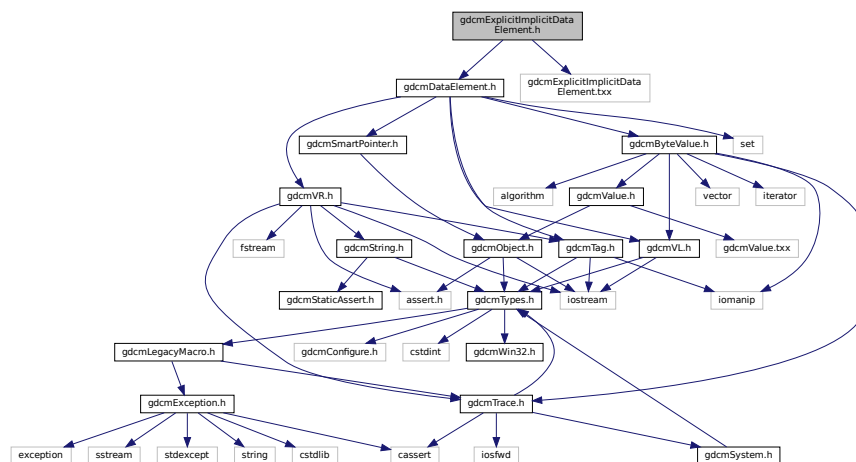 gdcmExplicitImplicitData
Element.h
gdcmDataElement.h
gdcmExplicitImplicitData
Element.txx
gdcmSmartPointer.h
gdcmByteValue.h
set
gdcmVR.h
algorithm
gdcmValue.h
vector
iterator
fstream
gdcmString.h
gdcmObject.h
gdcmTag.h
gdcmVL.h
gdcmValue.txx
gdcmStaticAssert.h
assert.h
gdcmTypes.h
iostream
iomanip
gdcmLegacyMacro.h
gdcmConfigure.h
cstdint
gdcmWin32.h
gdcmException.h
gdcmTrace.h
exception
sstream
stdexcept
string
cstdlib
cassert
iosfwd
gdcmSystem.h